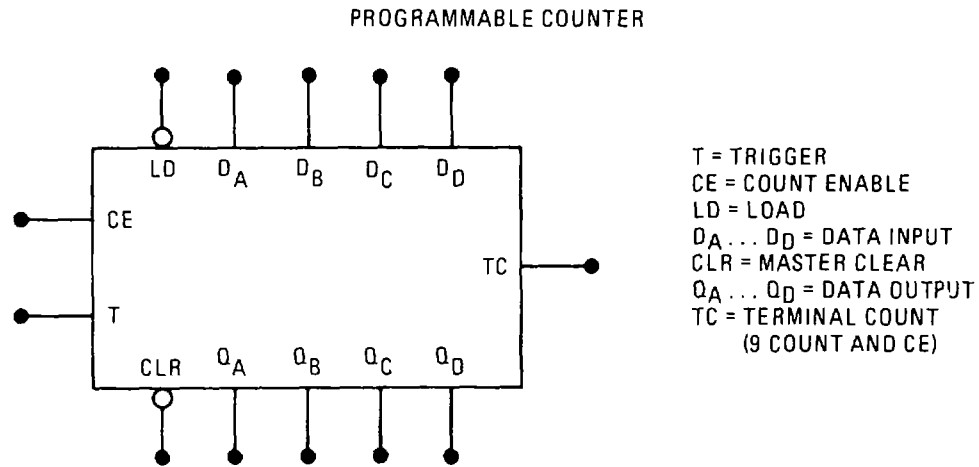 PROGRAMMABLE COUNTER
LD DA DB DC DD
CE
TC
T
CLR QA QB QC QD
T = TRIGGER
CE = COUNT ENABLE
LD = LOAD
DA ... DD = DATA INPUT
CLR = MASTER CLEAR
QA ... QD = DATA OUTPUT
TC = TERMINAL COUNT
(9 COUNT AND CE)